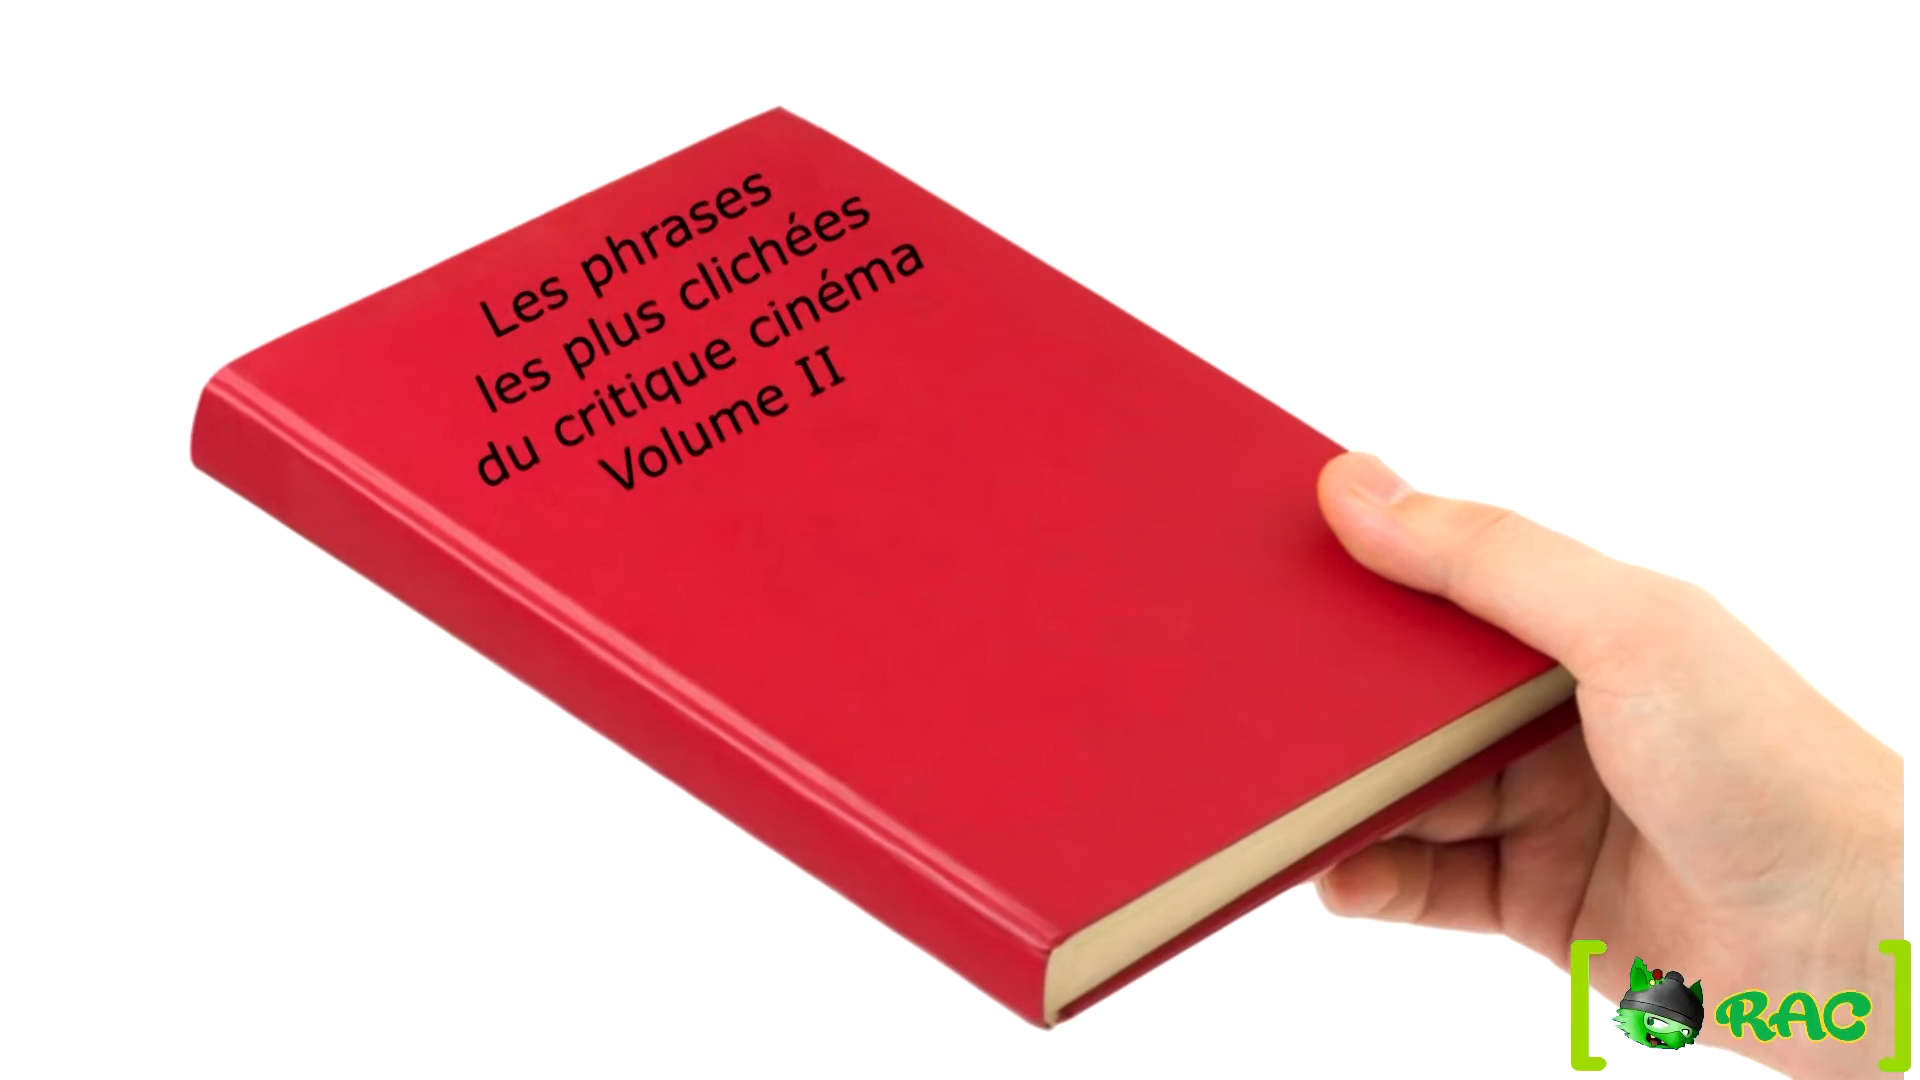 Les phrases
les plus clichées
du critique cinéma
Volume II
RAC